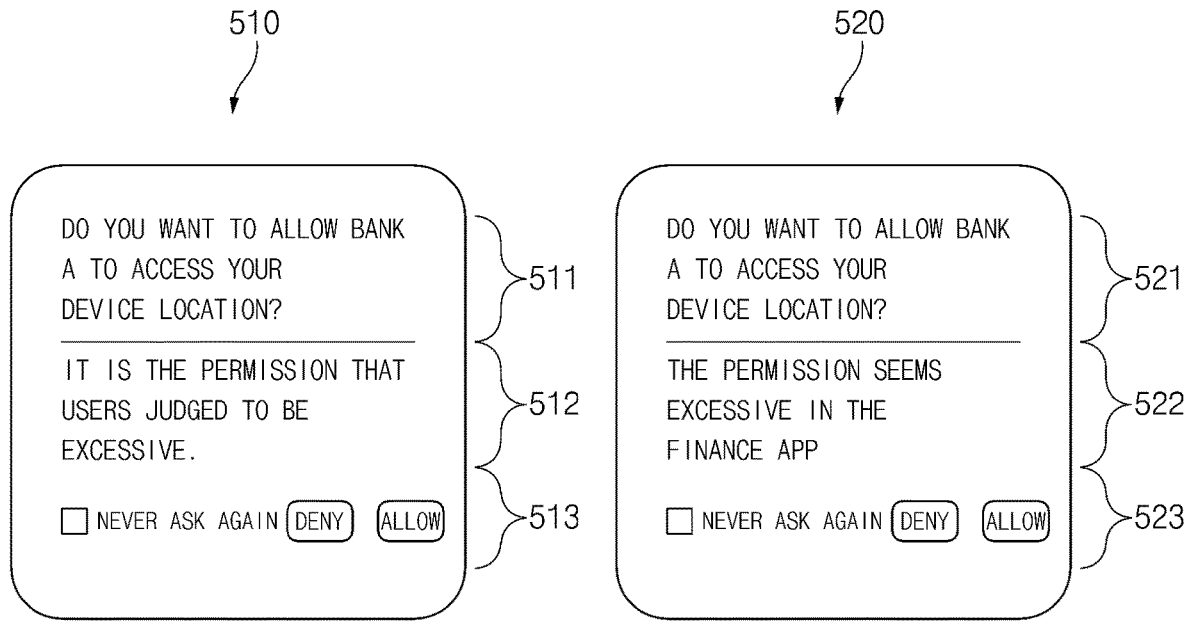 510
520
DO YOU WANT TO ALLOW BANK
A TO ACCESS YOUR
DEVICE LOCATION?
511
IT IS THE PERMISSION THAT
USERS JUDGED TO BE
EXCESSIVE.
512
NEVER ASK AGAIN DENY ALLOW
513
DO YOU WANT TO ALLOW BANK
A TO ACCESS YOUR
DEVICE LOCATION?
521
THE PERMISSION SEEMS
EXCESSIVE IN THE
FINANCE APP
522
NEVER ASK AGAIN DENY ALLOW
523